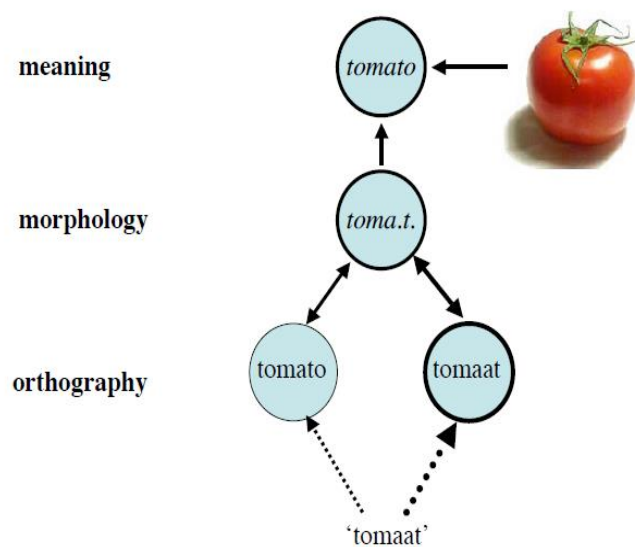 meaning
tomato
morphology
toma.t.
orthography
tomato
tomaat
‘tomaat’